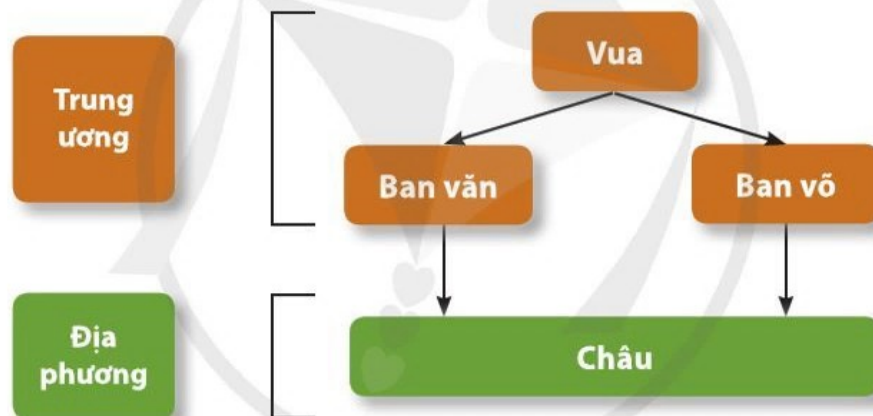 Trung
ương
Vua
Ban văn
Ban võ
Địa
phương
Châu